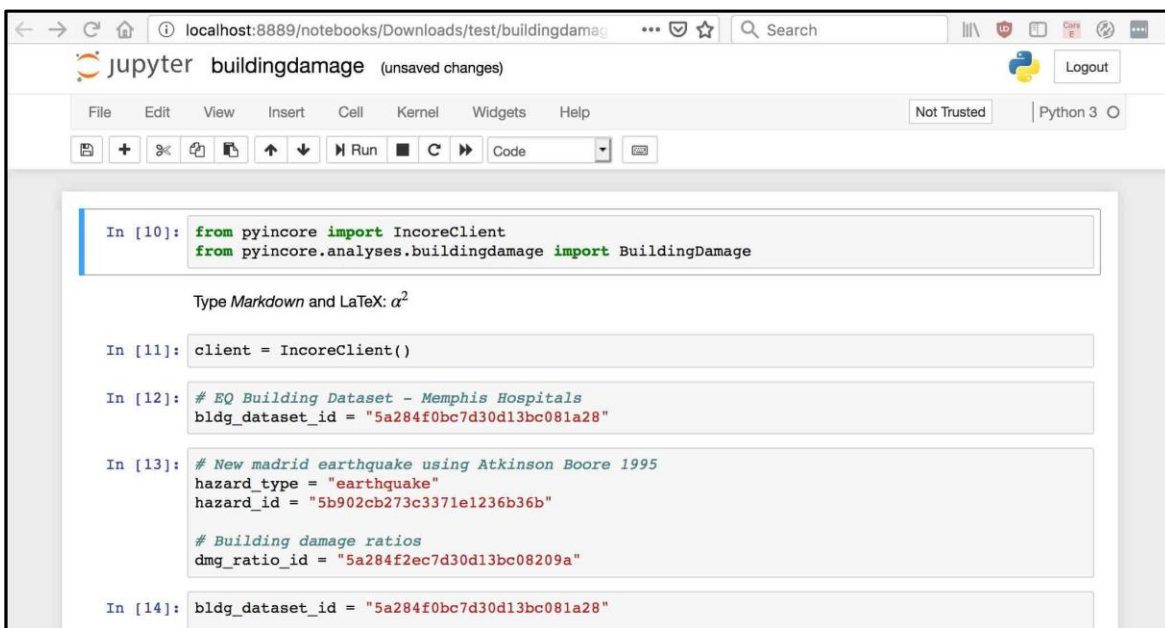 localhost:8889/notebooks/Downloads/test/buildingdamag
Search
Cors
E
jupyter buildingdamage (unsaved changes)
Logout
File Edit View Insert Cell Kernel Widgets Help
Not Trusted
Python 3
Run
Code
In [10]: from pyincore import IncoreClient
from pyincore.analyses.buildingdamage import BuildingDamage
Type Markdown and LaTeX: α²
In [11]: client = IncoreClient()
In [12]: # EQ Building Dataset - Memphis Hospitals
bldg_dataset_id = "5a284f0bc7d30d13bc081a28"
In [13]: # New madrid earthquake using Atkinson Boore 1995
hazard_type = "earthquake"
hazard_id = "5b902cb273c3371e1236b36b"
# Building damage ratios
dmg_ratio_id = "5a284f2ec7d30d13bc08209a"
In [14]: bldg_dataset_id = "5a284f0bc7d30d13bc081a28"